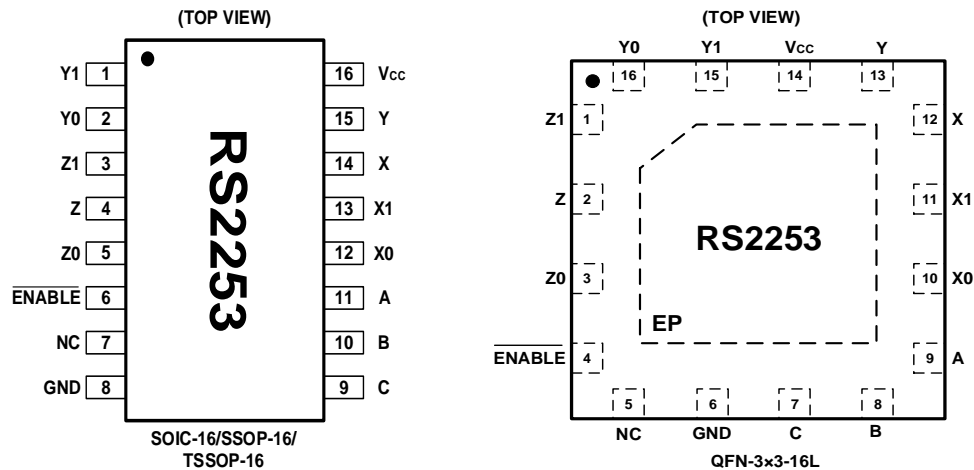 (TOP VIEW)
Y1 1
Y0 2
Z1 3
Z 4
Z0 5
ENABLE 6
NC 7
GND 8
RS2253
16 Vcc
15 Y
14 X
13 X1
12 X0
11 A
10 B
9 C
SOIC-16/SSOP-16/
TSSOP-16
(TOP VIEW)
Y0 Y1 Vcc Y
16 15 14 13
Z1 1
Z 2
Z0 3
ENABLE 4
RS2253
EP
12 X
11 X1
10 X0
9 A
5 6 7 8
NC GND C B
QFN-3×3-16L